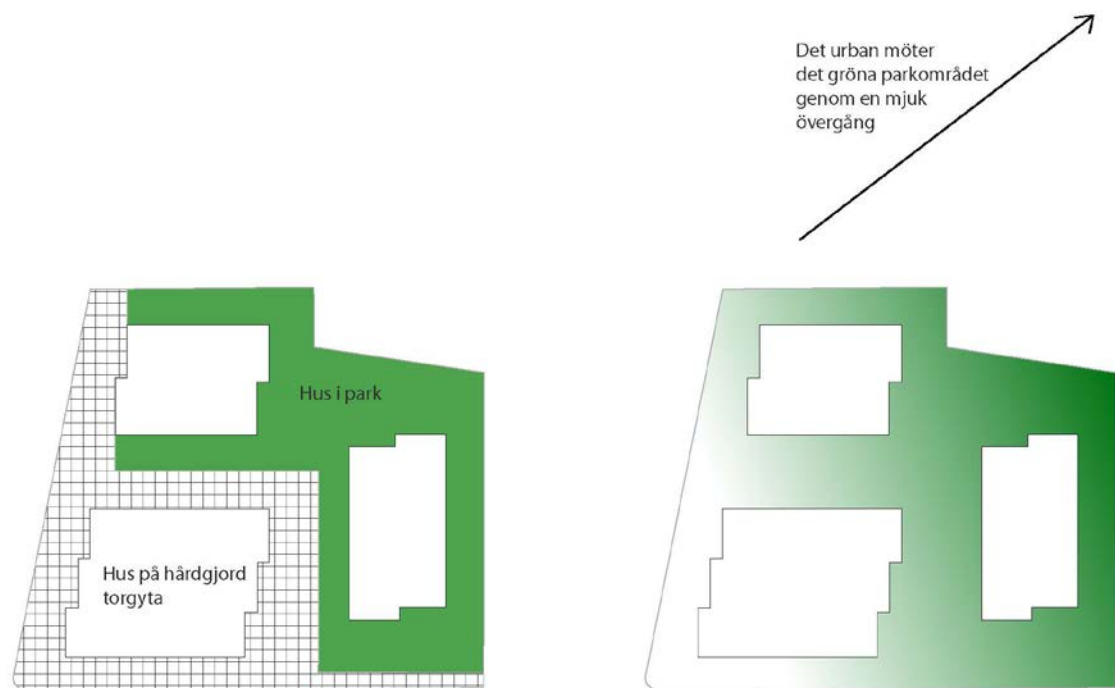 Det urban möter
det gröna parkområdet
genom en mjuk
övergång
Hus i park
Hus på hårdgjord
torgyta